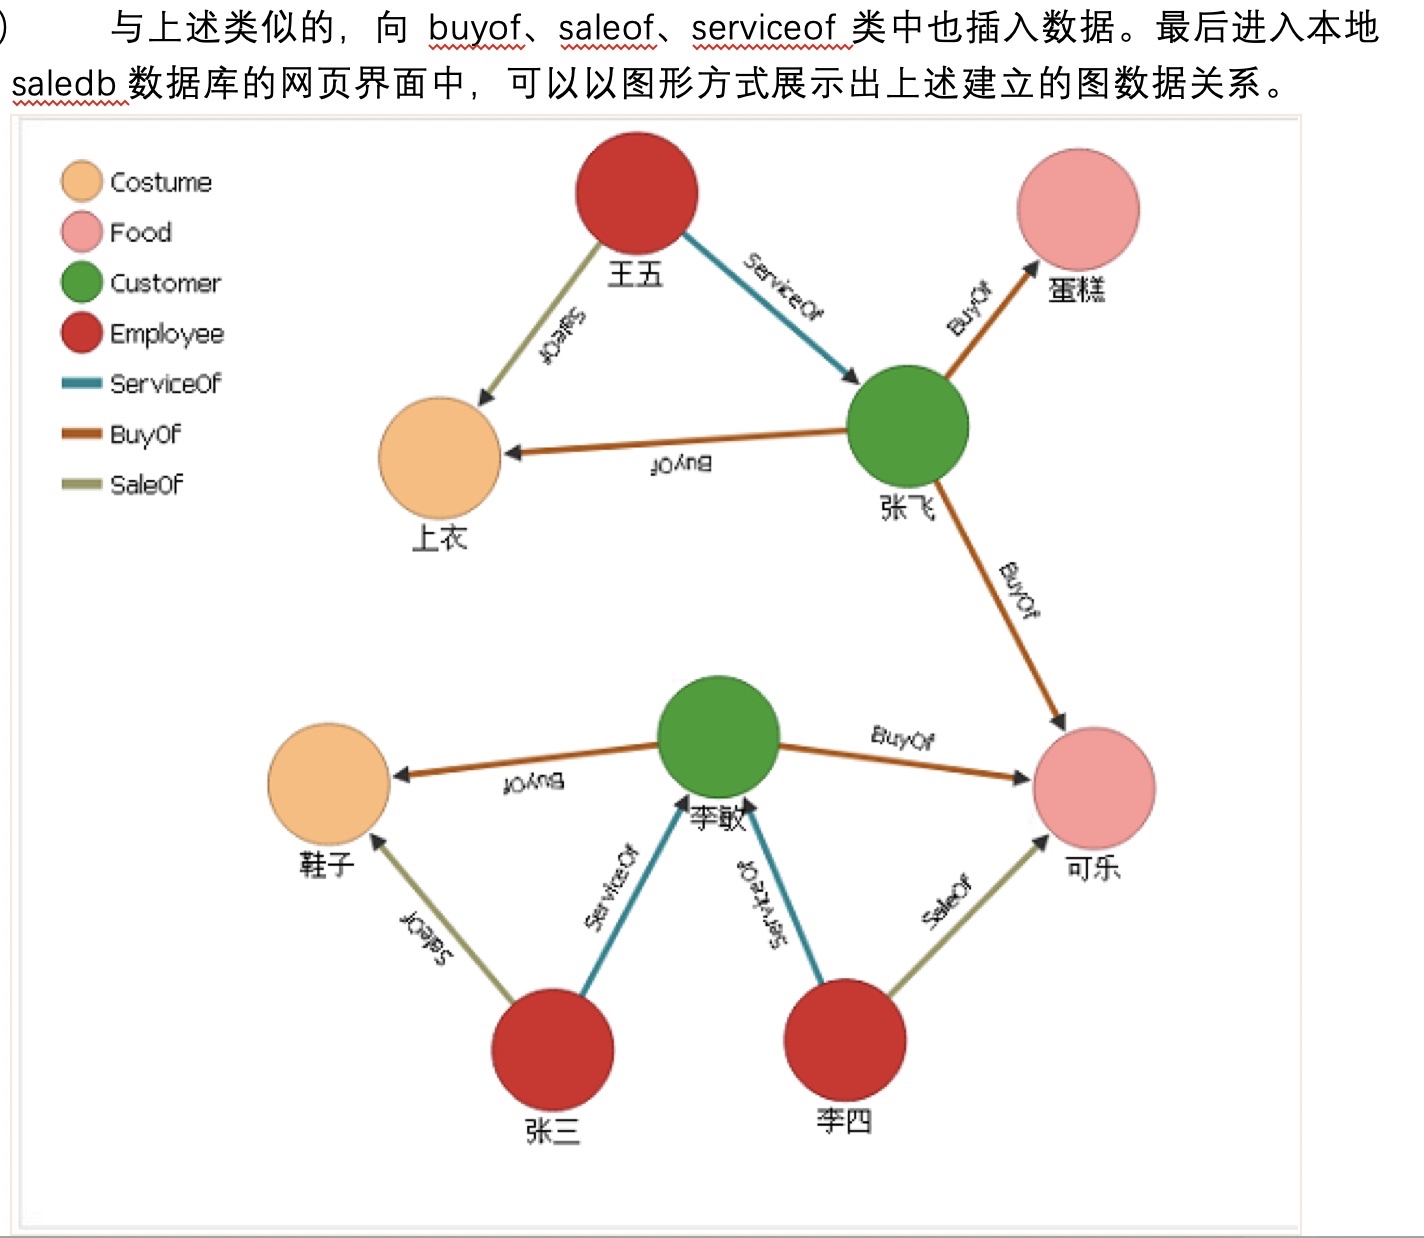 ) 与上述类似的，向 buyof、saleof、serviceof 类中也插入数据。最后进入本地
saledb 数据库的网页界面中，可以以图形方式展示出上述建立的图数据关系。
Costume
Food
Customer
Employee
ServiceOf
BuyOf
SaleOf
王五
蛋糕
ServiceOf
BuyOf
SaleOf
BuyOf
张飞
上衣
BuyOf
BuyOf
BuyOf
李敏
鞋子
可乐
ServiceOf
ServiceOf
SaleOf
SaleOf
张三
李四